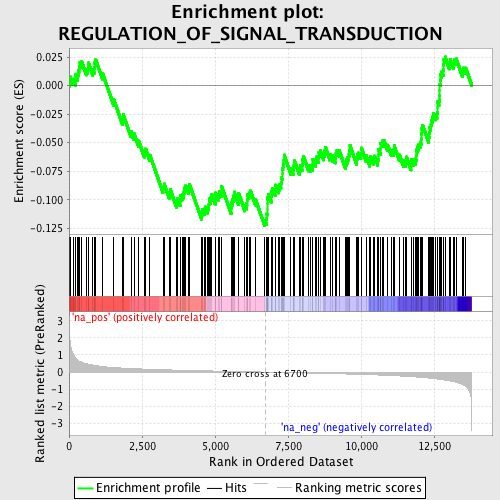 Enrichment plot:
REGULATION_OF_SIGNAL_TRANSDUCTION
Enrichment score (ES)
0.025
0.000
-0.025
-0.050
-0.075
-0.100
-0.125
'na_pos' (positively correlated)
Ranked list metric (PreRanked)
3
2
1
0
-1
-2
-3
Zero cross at 6700
'na_neg' (negatively correlated)
0
2,500
5,000
7,500
10,000
12,500
Rank in Ordered Dataset
Enrichment profile
Hits
Ranking metric scores